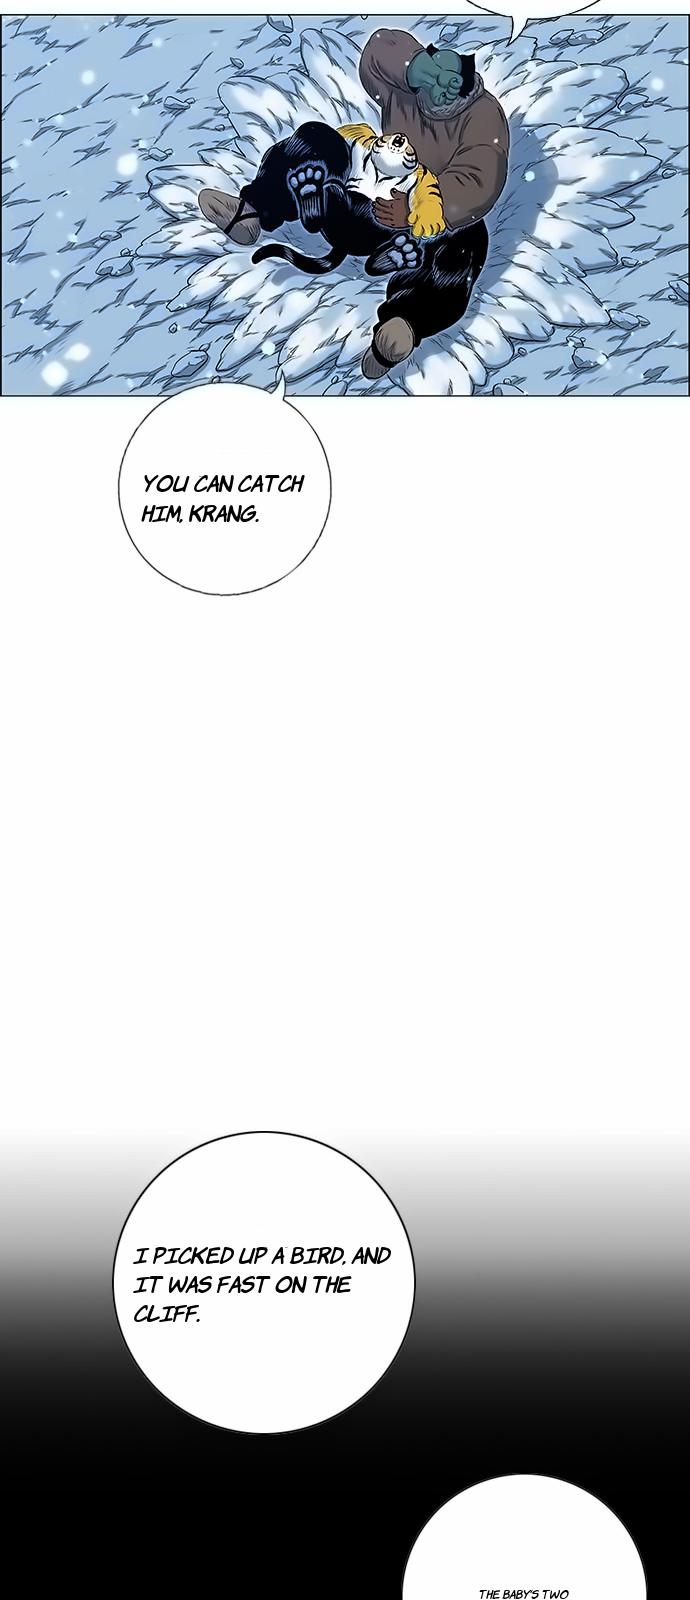 YOU CAN CATCH
HIM, KRANG.
I PICKED UP A BIRD, AND
IT WAS FAST ON THE
CLIFF.
THE BABY'S TWO